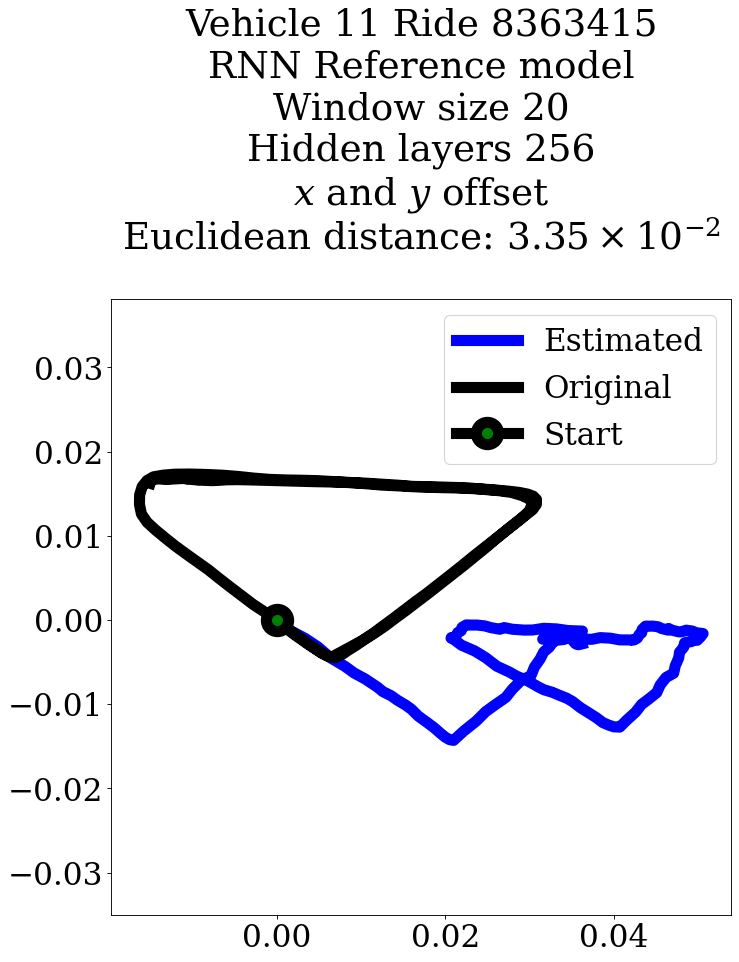 Vehicle 11 Ride 8363415
RNN Reference model
Window size 20
Hidden layers 256
x and y offset
Euclidean distance: 3.35 × 10⁻²
Estimated
Original
Start
0.03
0.02
0.01
0.00
−0.01
−0.02
−0.03
0.00 0.02 0.04